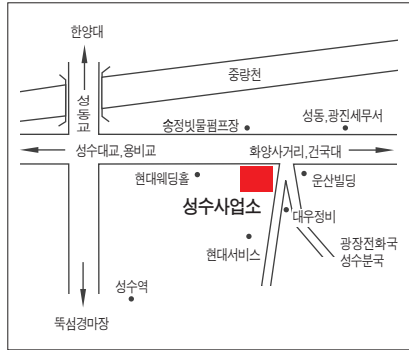 한양대
중량천
성동교
송정빗물펌프장
성동,광진세무서
성수대교,용비교
화양사거리,건국대
현대웨딩홀
운산빌딩
성수사업소
대우정비
현대서비스
광장전화국
성수분국
성수역
뚝섬경마장